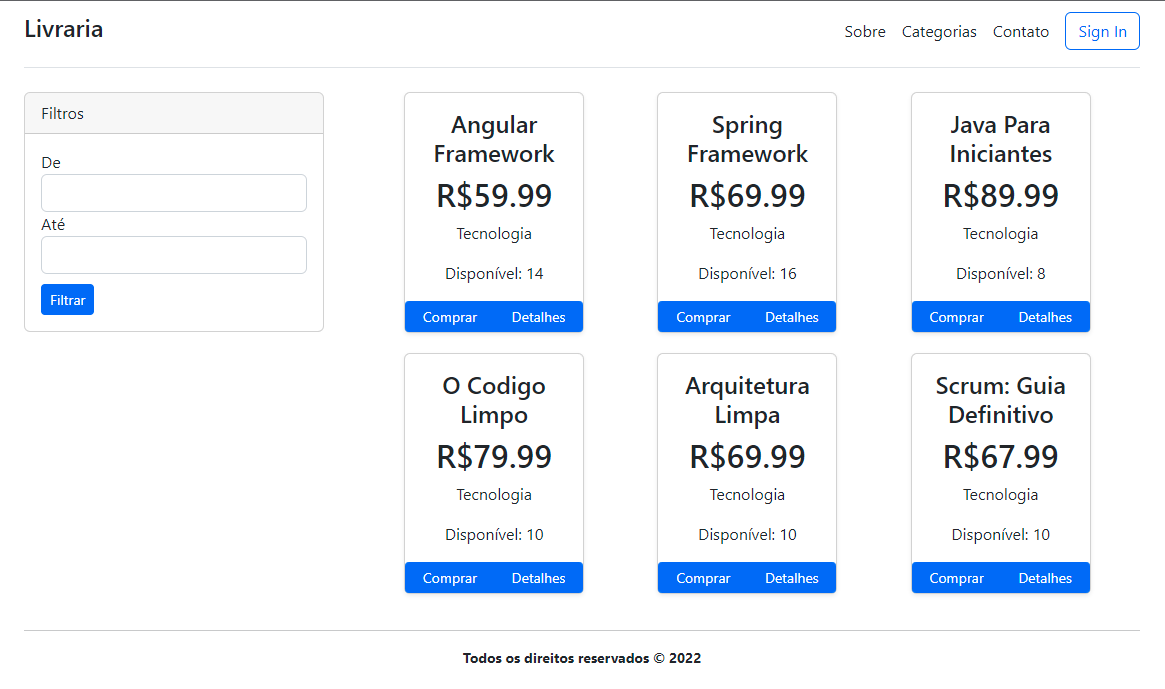 Livraria
Sobre Categorias Contato Sign In
Filtros
De
Até
Filtrar
Angular
Framework
R$59.99
Tecnologia
Disponível: 14
Comprar Detalhes
Spring
Framework
R$69.99
Tecnologia
Disponível: 16
Comprar Detalhes
Java Para
Iniciantes
R$89.99
Tecnologia
Disponível: 8
Comprar Detalhes
O Codigo
Limpo
R$79.99
Tecnologia
Disponível: 10
Comprar Detalhes
Arquitetura
Limpa
R$69.99
Tecnologia
Disponível: 10
Comprar Detalhes
Scrum: Guia
Definitivo
R$67.99
Tecnologia
Disponível: 10
Comprar Detalhes
Todos os direitos reservados © 2022